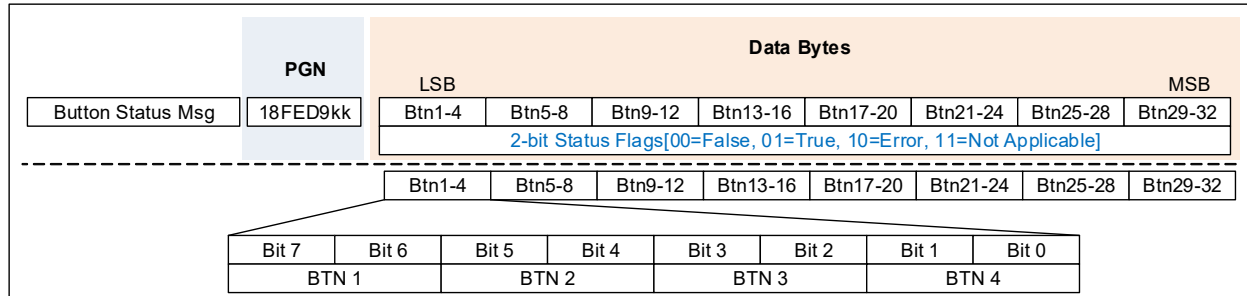 Data Bytes
PGN
LSB MSB
Button Status Msg 18FED9kk Btn1-4 Btn5-8 Btn9-12 Btn13-16 Btn17-20 Btn21-24 Btn25-28 Btn29-32
2-bit Status Flags[00=False, 01=True, 10=Error, 11=Not Applicable]
Btn1-4 Btn5-8 Btn9-12 Btn13-16 Btn17-20 Btn21-24 Btn25-28 Btn29-32
Bit 7 Bit 6 Bit 5 Bit 4 Bit 3 Bit 2 Bit 1 Bit 0
BTN 1 BTN 2 BTN 3 BTN 4